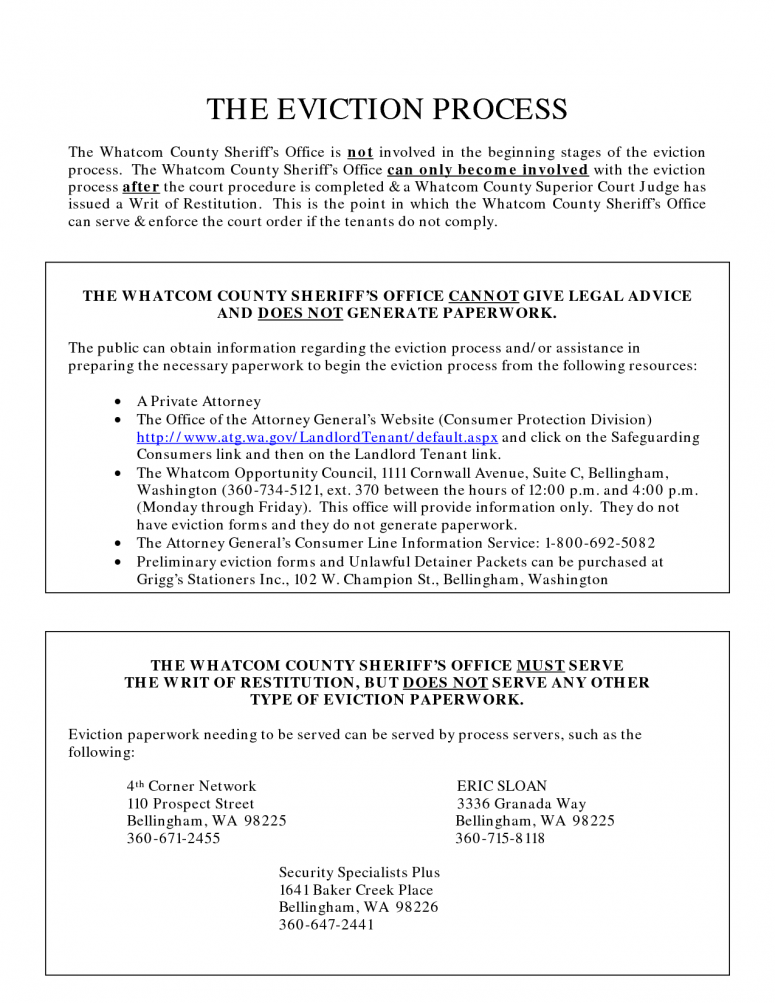 THE EVICTION PROCESS
The Whatcom County Sheriff's Office is not involved in the beginning stages of the eviction
process. The Whatcom County Sheriff's Office can only become involved with the eviction
process after the court procedure is completed & a Whatcom County Superior Court Judge has
issued a Writ of Restitution. This is the point in which the Whatcom County Sheriff's Office
can serve & enforce the court order if the tenants do not comply.
THE WHATCOM COUNTY SHERIFF'S OFFICE CANNOT GIVE LEGAL ADVICE
AND DOES NOT GENERATE PAPERWORK.
The public can obtain information regarding the eviction process and/or assistance in
preparing the necessary paperwork to begin the eviction process from the following resources:
• A Private Attorney
• The Office of the Attorney General's Website (Consumer Protection Division)
http://www.atg.wa.gov/LandlordTenant/default.aspx and click on the Safeguarding
Consumers link and then on the Landlord Tenant link.
• The Whatcom Opportunity Council, 1111 Cornwall Avenue, Suite C, Bellingham,
Washington (360-734-5121, ext. 370 between the hours of 12:00 p.m. and 4:00 p.m.
(Monday through Friday). This office will provide information only. They do not
have eviction forms and they do not generate paperwork.
• The Attorney General's Consumer Line Information Service: 1-800-692-5082
• Preliminary eviction forms and Unlawful Detainer Packets can be purchased at
Grigg's Stationers Inc., 102 W. Champion St., Bellingham, Washington
THE WHATCOM COUNTY SHERIFF'S OFFICE MUST SERVE
THE WRIT OF RESTITUTION, BUT DOES NOT SERVE ANY OTHER
TYPE OF EVICTION PAPERWORK.
Eviction paperwork needing to be served can be served by process servers, such as the
following:
4th Corner Network
110 Prospect Street
Bellingham, WA 98225
360-671-2455
ERIC SLOAN
3336 Granada Way
Bellingham, WA 98225
360-715-8118
Security Specialists Plus
1641 Baker Creek Place
Bellingham, WA 98226
360-647-2441